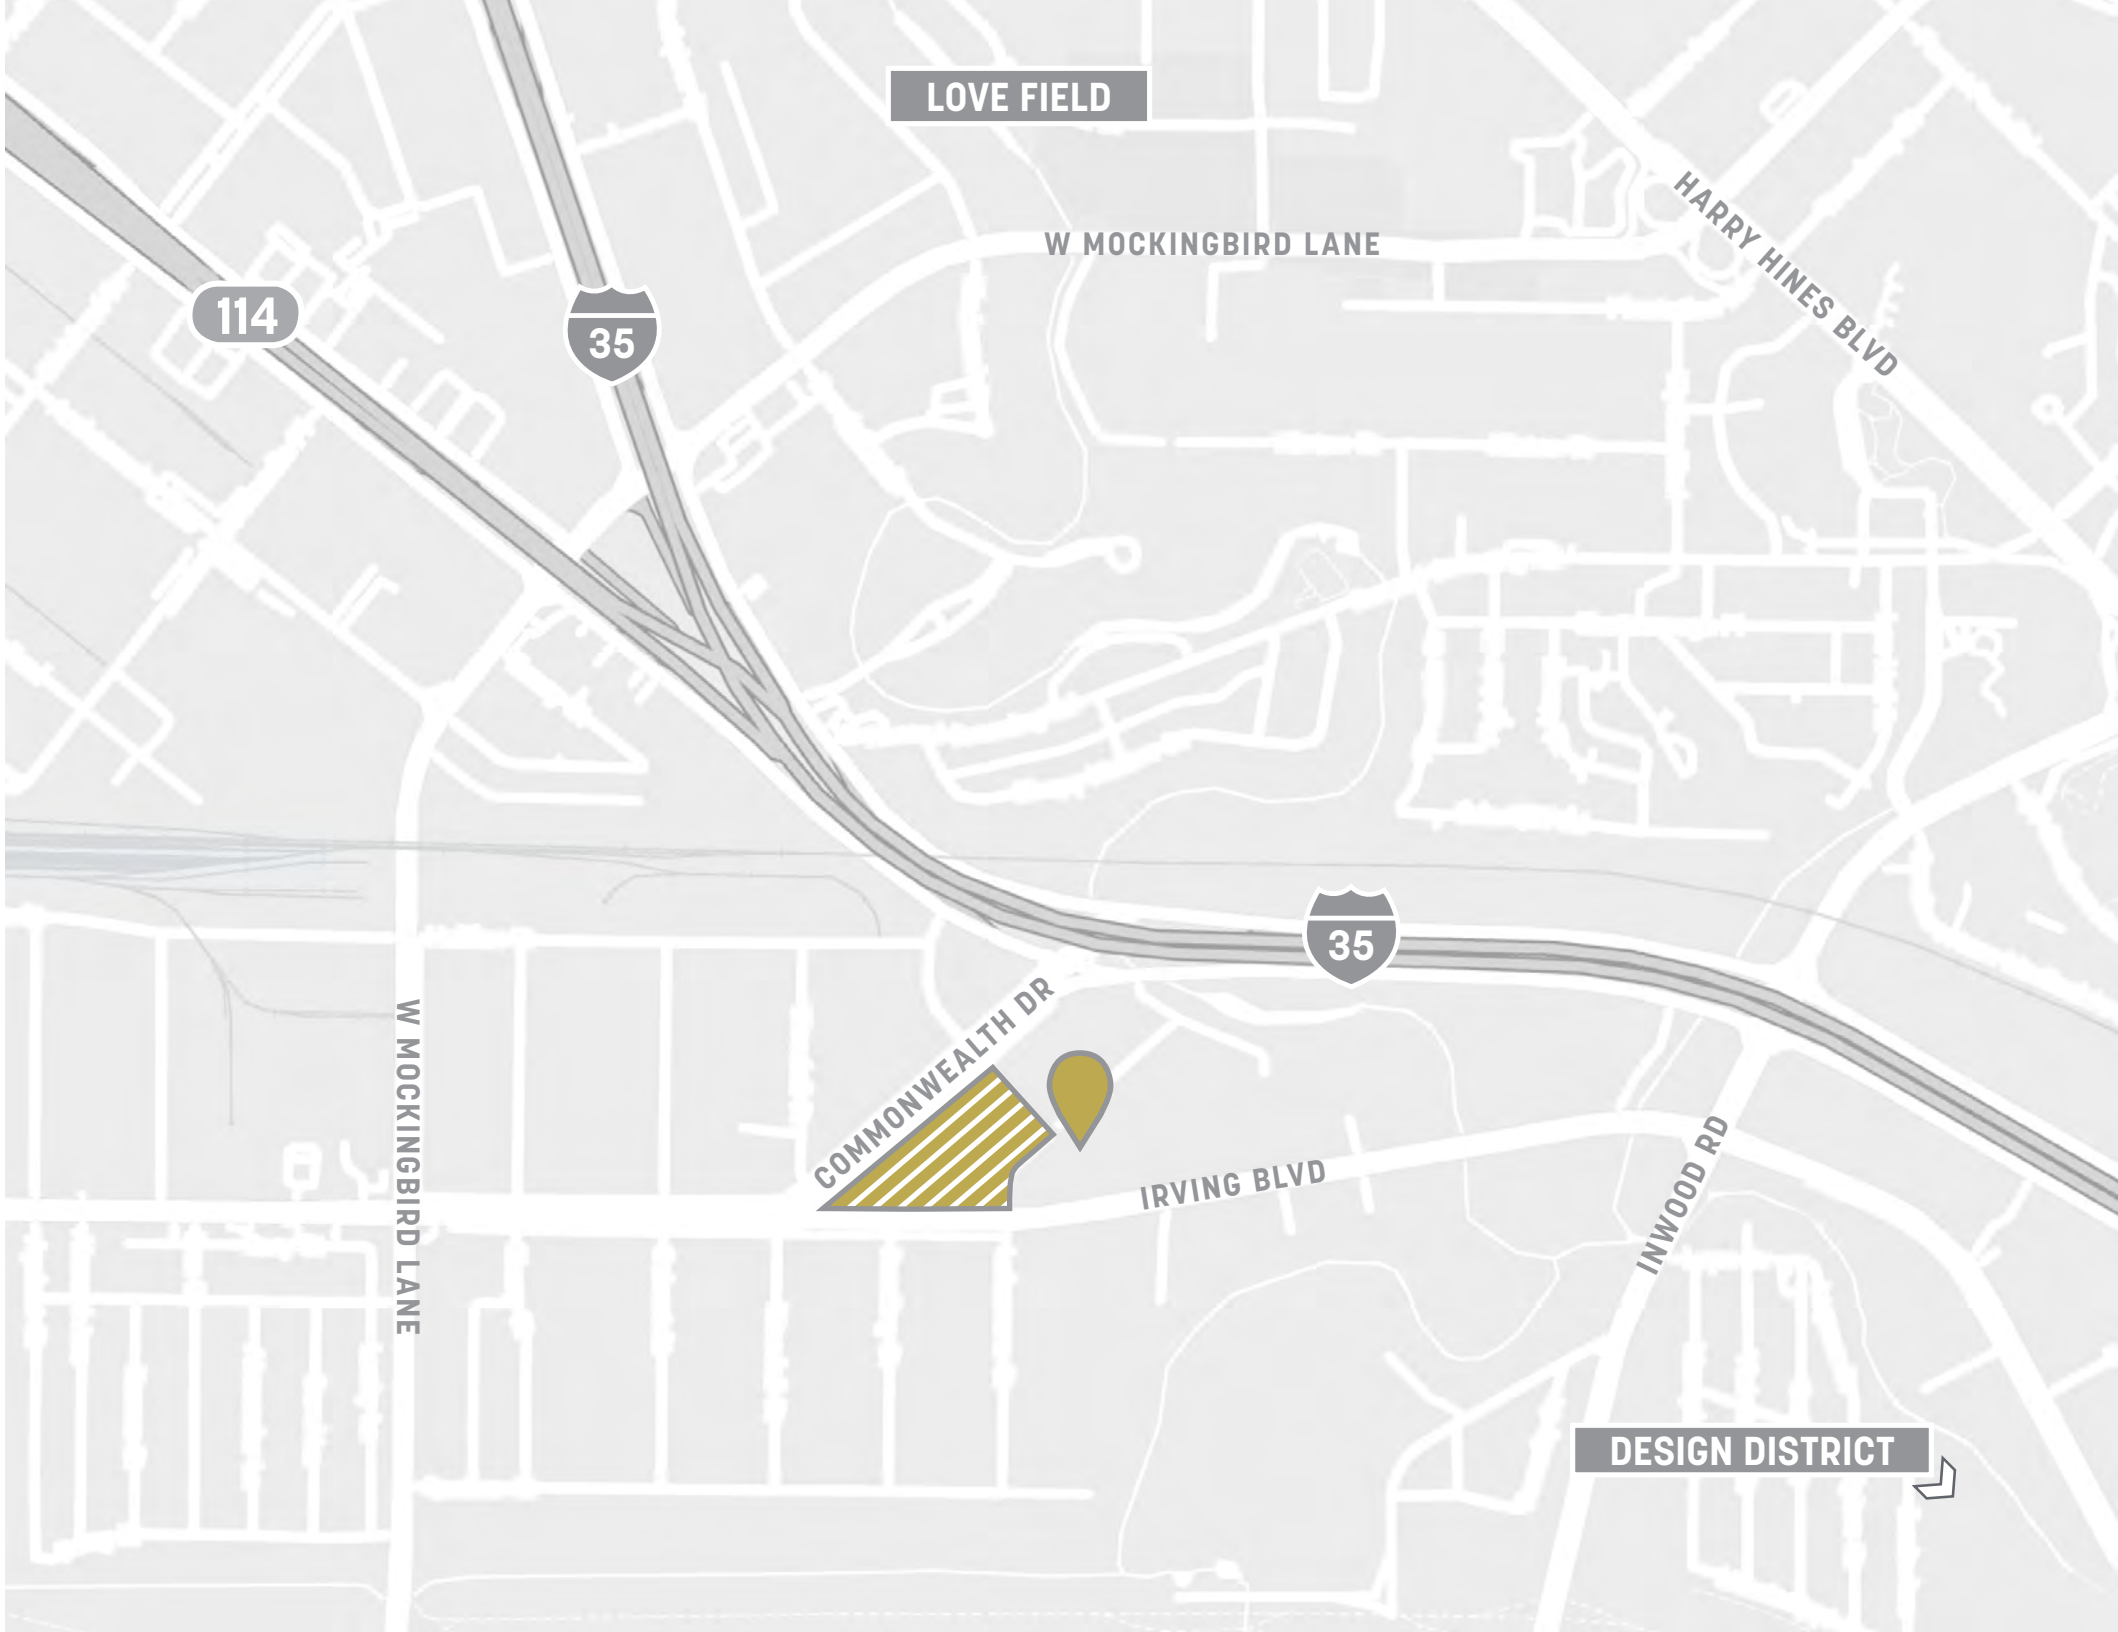 LOVE FIELD
HARRY HINES BLVD
W MOCKINGBIRD LANE
114
35
35
COMMONWEALTH DR
W MOCKINGBIRD LANE
IRVING BLVD
INWOOD RD
DESIGN DISTRICT